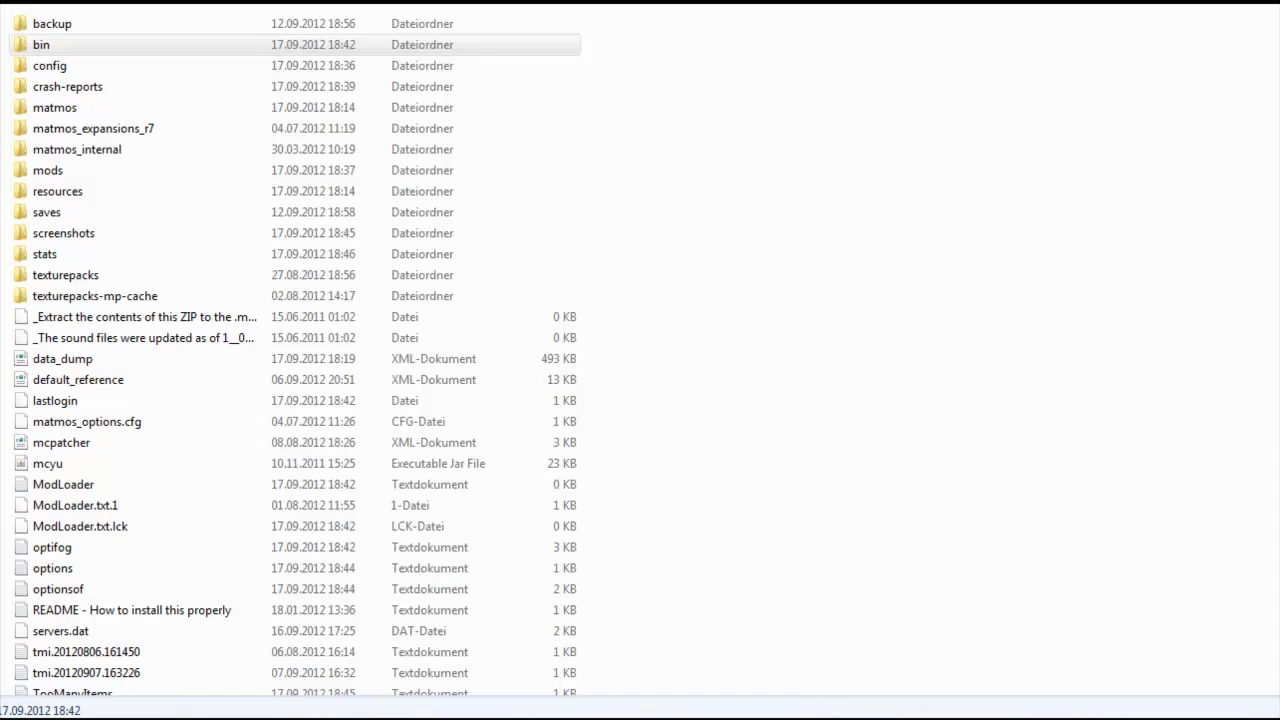 backup 12.09.2012 18:56 Dateiordner
bin 17.09.2012 18:42 Dateiordner
config 17.09.2012 18:36 Dateiordner
crash-reports 17.09.2012 18:39 Dateiordner
matmos 17.09.2012 18:14 Dateiordner
matmos_expansions_r7 04.07.2012 11:19 Dateiordner
matmos_internal 30.03.2012 10:19 Dateiordner
mods 17.09.2012 18:37 Dateiordner
resources 17.09.2012 18:14 Dateiordner
saves 12.09.2012 18:58 Dateiordner
screenshots 17.09.2012 18:45 Dateiordner
stats 17.09.2012 18:46 Dateiordner
texturepacks 27.08.2012 18:56 Dateiordner
texturepacks-mp-cache 02.08.2012 14:17 Dateiordner
_Extract the contents of this ZIP to the .m... 15.06.2011 01:02 Datei 0 KB
_The sound files were updated as of 1__0... 15.06.2011 01:02 Datei 0 KB
data_dump 17.09.2012 18:19 XML-Dokument 493 KB
default_reference 06.09.2012 20:51 XML-Dokument 13 KB
lastlogin 17.09.2012 18:42 Datei 1 KB
matmos_options.cfg 04.07.2012 11:26 CFG-Datei 1 KB
mcpatcher 08.08.2012 18:26 XML-Dokument 3 KB
mcyu 10.11.2011 15:25 Executable Jar File 23 KB
ModLoader 17.09.2012 18:42 Textdokument 0 KB
ModLoader.txt.1 01.08.2012 11:55 1-Datei 1 KB
ModLoader.txt.lck 17.09.2012 18:42 LCK-Datei 0 KB
optifog 17.09.2012 18:42 Textdokument 3 KB
options 17.09.2012 18:44 Textdokument 1 KB
optionsof 17.09.2012 18:44 Textdokument 2 KB
README - How to install this properly 18.01.2012 13:36 Textdokument 1 KB
servers.dat 16.09.2012 17:25 DAT-Datei 2 KB
tmi.20120806.161450 06.08.2012 16:14 Textdokument 1 KB
tmi.20120907.163226 07.09.2012 16:32 Textdokument 1 KB
TooManyItems 17.09.2012 18:45 Textdokument 1 KB
17.09.2012 18:42